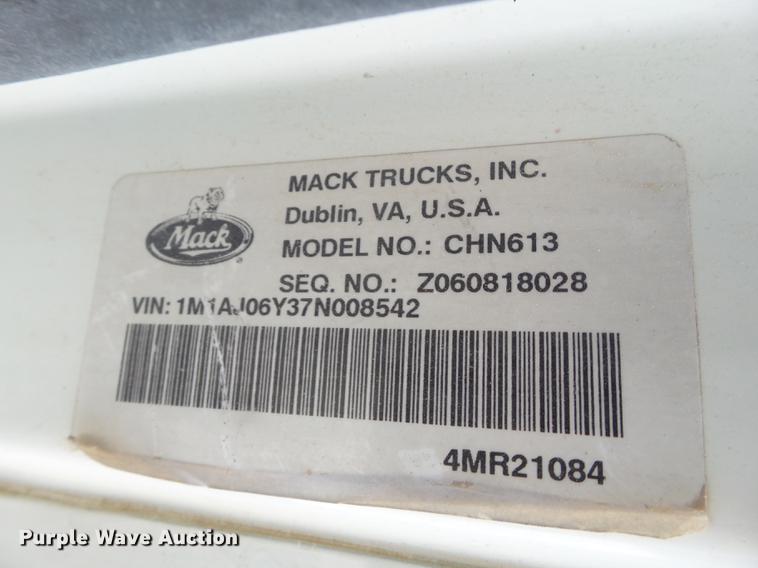 MACK TRUCKS, INC.
Dublin, VA, U.S.A.
Mack
MODEL NO.: CHN613
SEQ. NO.: Z060818028
VIN: 1M1AJ06Y37N008542
4MR21084
Purple Wave Auction